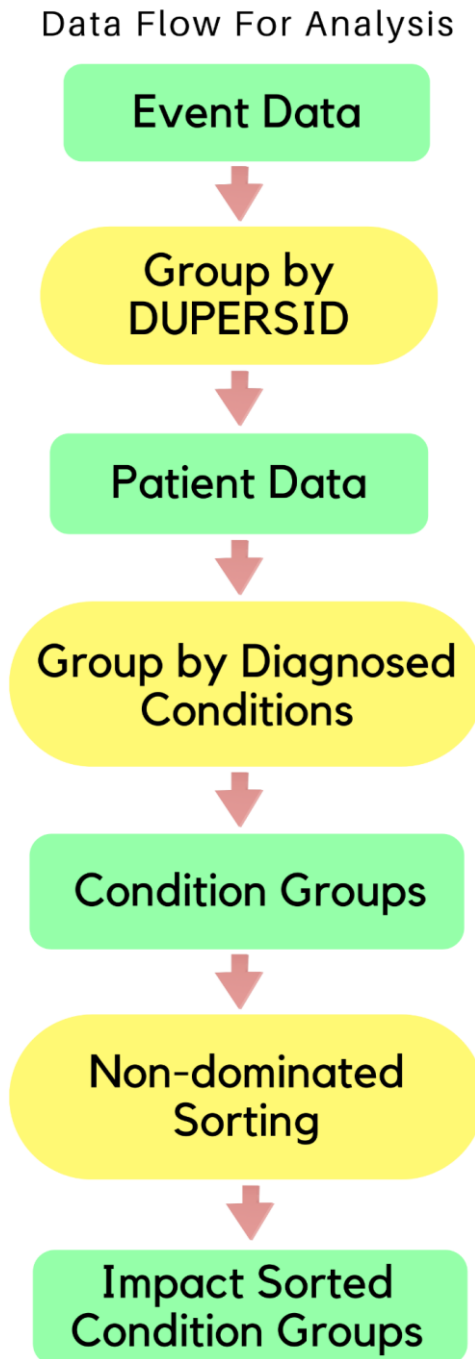 Data Flow For Analysis
Event Data
Group by
DUPERSID
Patient Data
Group by Diagnosed
Conditions
Condition Groups
Non-dominated
Sorting
Impact Sorted
Condition Groups